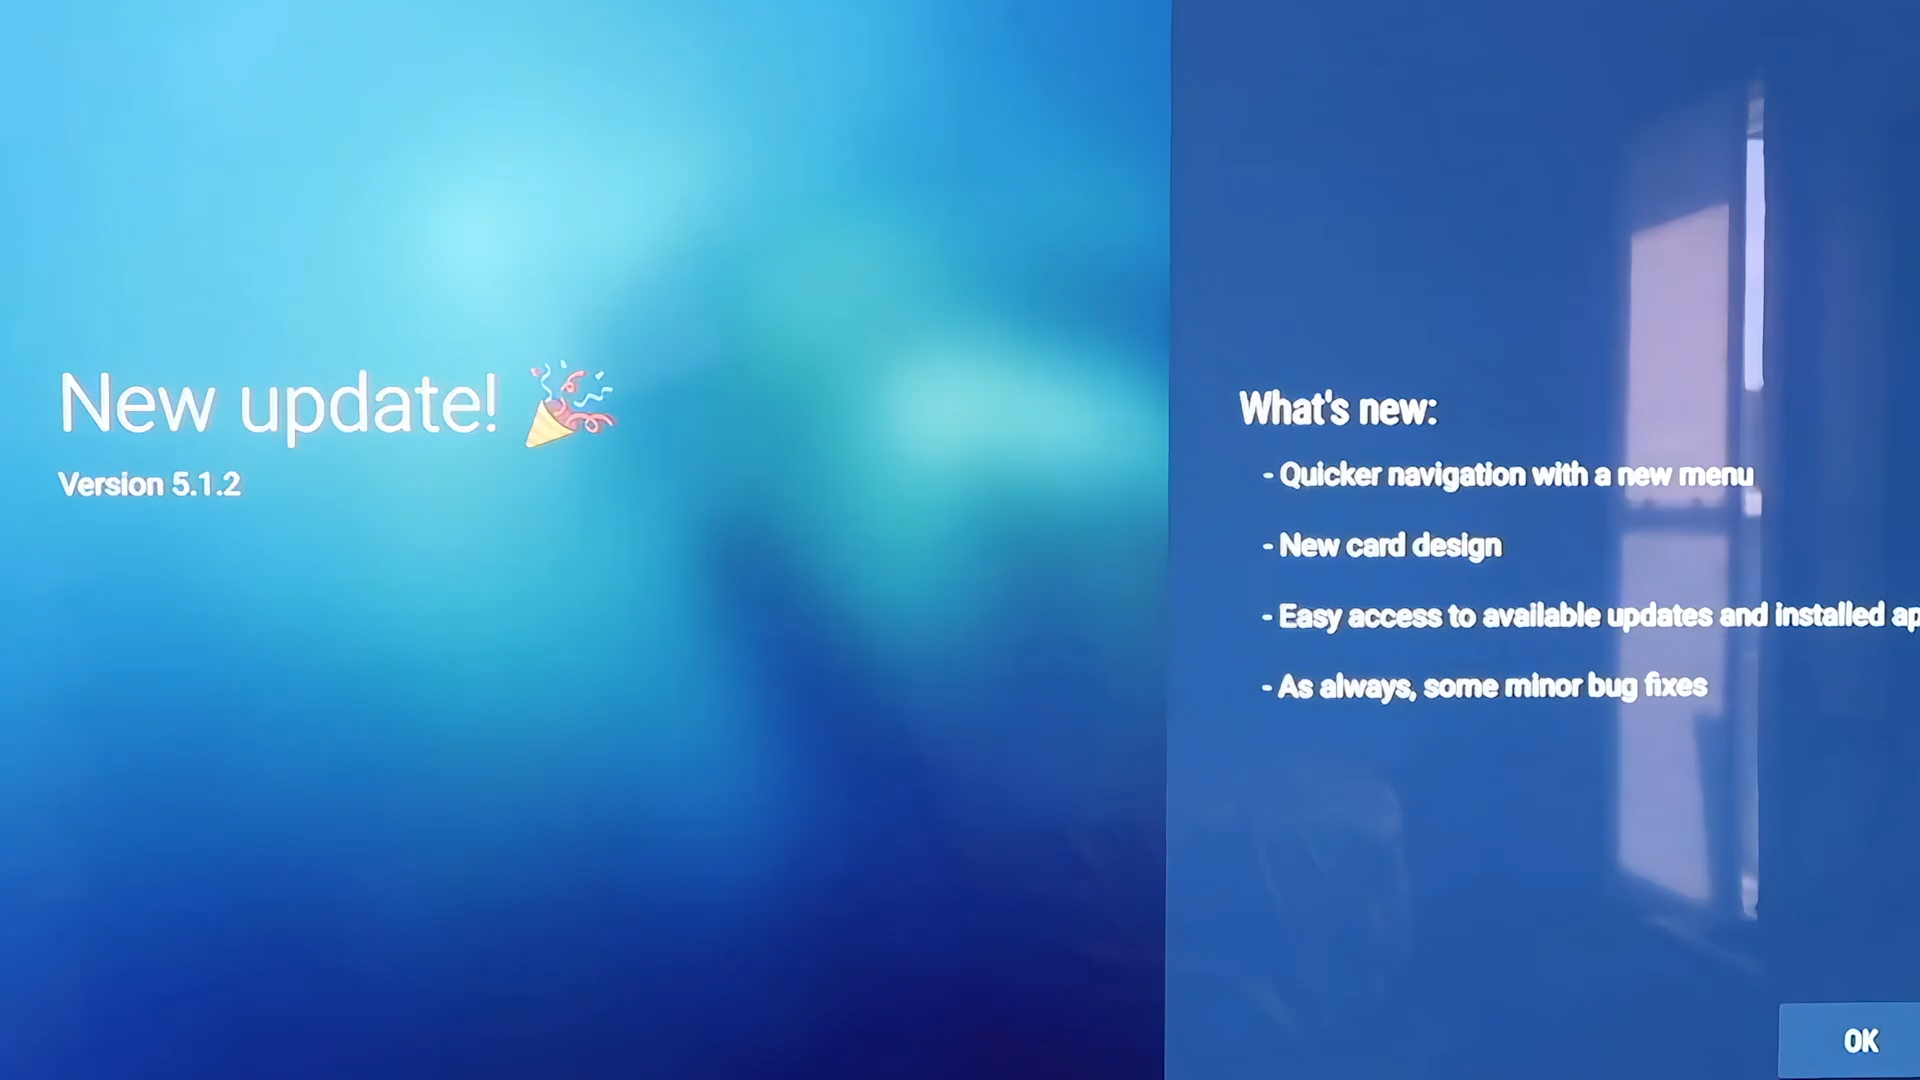 New update! 🎉
Version 5.1.2
What's new:
- Quicker navigation with a new menu
- New card design
- Easy access to available updates and installed
- As always, some minor bug fixes
OK